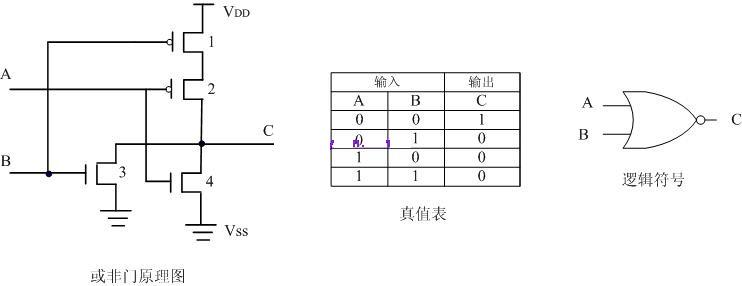 VDD
1
A
2
C
B
3
4
Vss
或非门原理图
输入 输出
A B C
0 0 1
0 1 0
1 0 0
1 1 0
真值表
A
B
C
逻辑符号